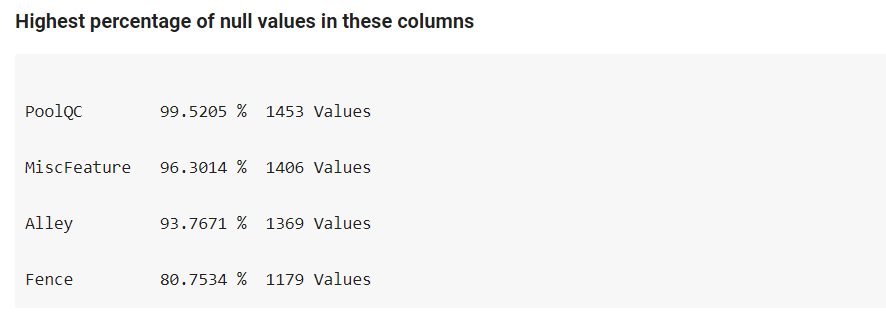 Highest percentage of null values in these columns
PoolQC 99.5205 % 1453 Values
MiscFeature 96.3014 % 1406 Values
Alley 93.7671 % 1369 Values
Fence 80.7534 % 1179 Values